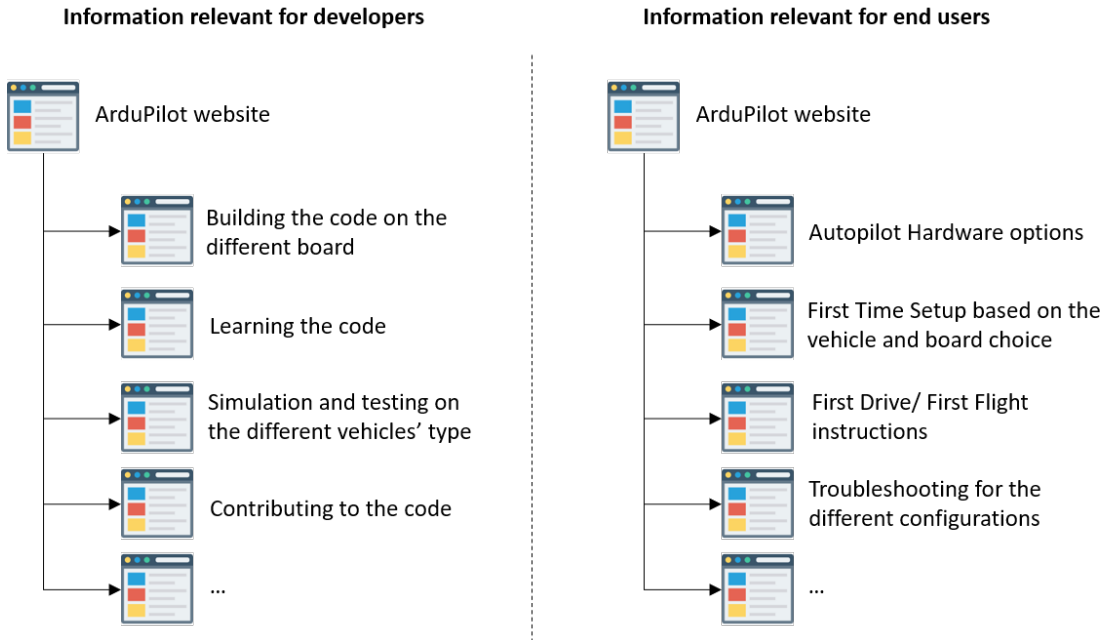 Information relevant for developers
ArduPilot website
Building the code on the
different board
Learning the code
Simulation and testing on
the different vehicles’ type
Contributing to the code
...
Information relevant for end users
ArduPilot website
Autopilot Hardware options
First Time Setup based on the
vehicle and board choice
First Drive/ First Flight
instructions
Troubleshooting for the
different configurations
...